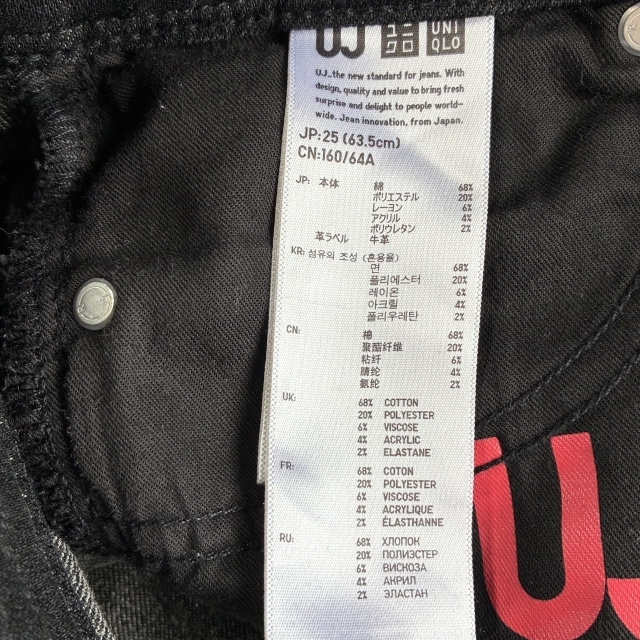 UJ ユニクロ UNIQLO
UJ_the new standard for jeans. With
design, quality and value to bring fresh
surprise and delight to people world-
wide. Jean innovation, from Japan.
JP:25 (63.5cm)
CN:160/64A
JP: 本体 綿 68%
ポリエステル 20%
レーヨン 6%
アクリル 4%
ポリウレタン 2%
革ラベル 牛革
KR: 섬유의 조성 (혼용율)
면 68%
폴리에스터 20%
레이온 6%
아크릴 4%
폴리우레탄 2%
CN: 棉 68%
聚酯纤维 20%
粘纤 6%
腈纶 4%
氨纶 2%
UK: 68% COTTON
20% POLYESTER
6% VISCOSE
4% ACRYLIC
2% ELASTANE
FR: 68% COTON
20% POLYESTER
6% VISCOSE
4% ACRYLIQUE
2% ÉLASTHANNE
RU: 68% ХЛОПОК
20% ПОЛИЭСТЕР
6% ВИСКОЗА
4% АКРИЛ
2% ЭЛАСТАН
UJ